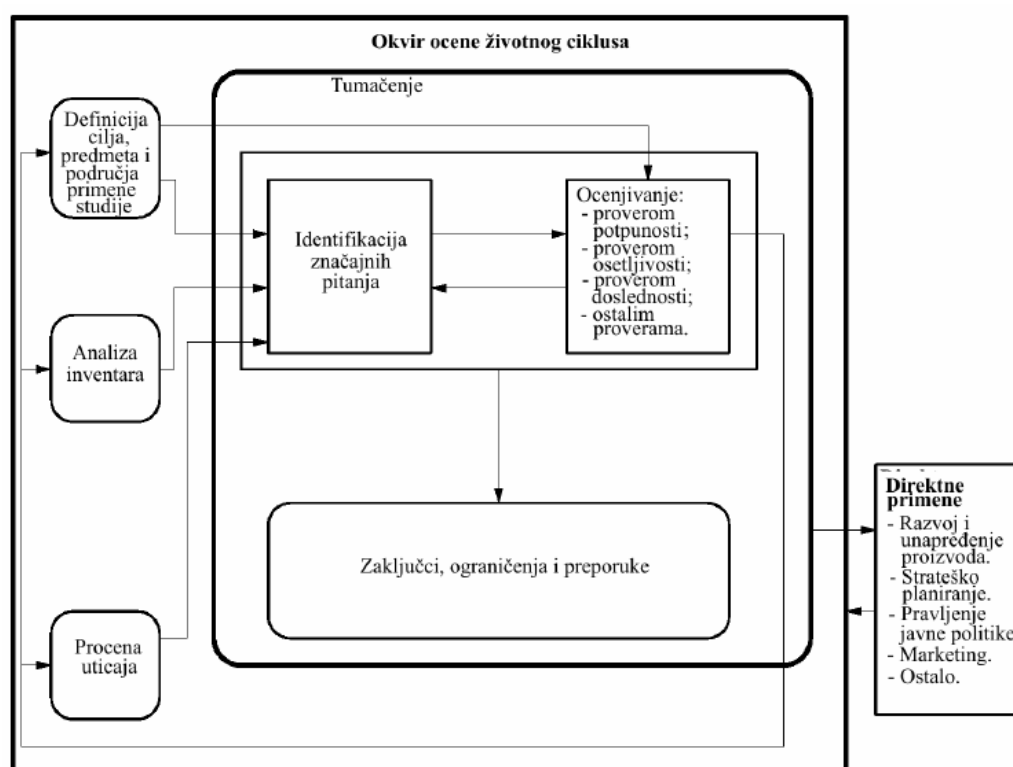 Okvir ocene životnog ciklusa
Tumačenje
Definicija
cilja,
predmeta i
područja
primene
studije
Identifikacija
značajnih
pitanja
Ocenjivanje:
- proverom
potpunosti;
- proverom
osetljivosti;
- proverom
doslednosti;
- ostalim
proverama.
Analiza
inventara
Zaključci, ograničenja i preporuke
Procena
uticaja
Direktne
primene
- Razvoj i
unapređenje
proizvoda.
- Strateško
planiranje.
- Pravljenje
javne politike
- Marketing.
- Ostalo.